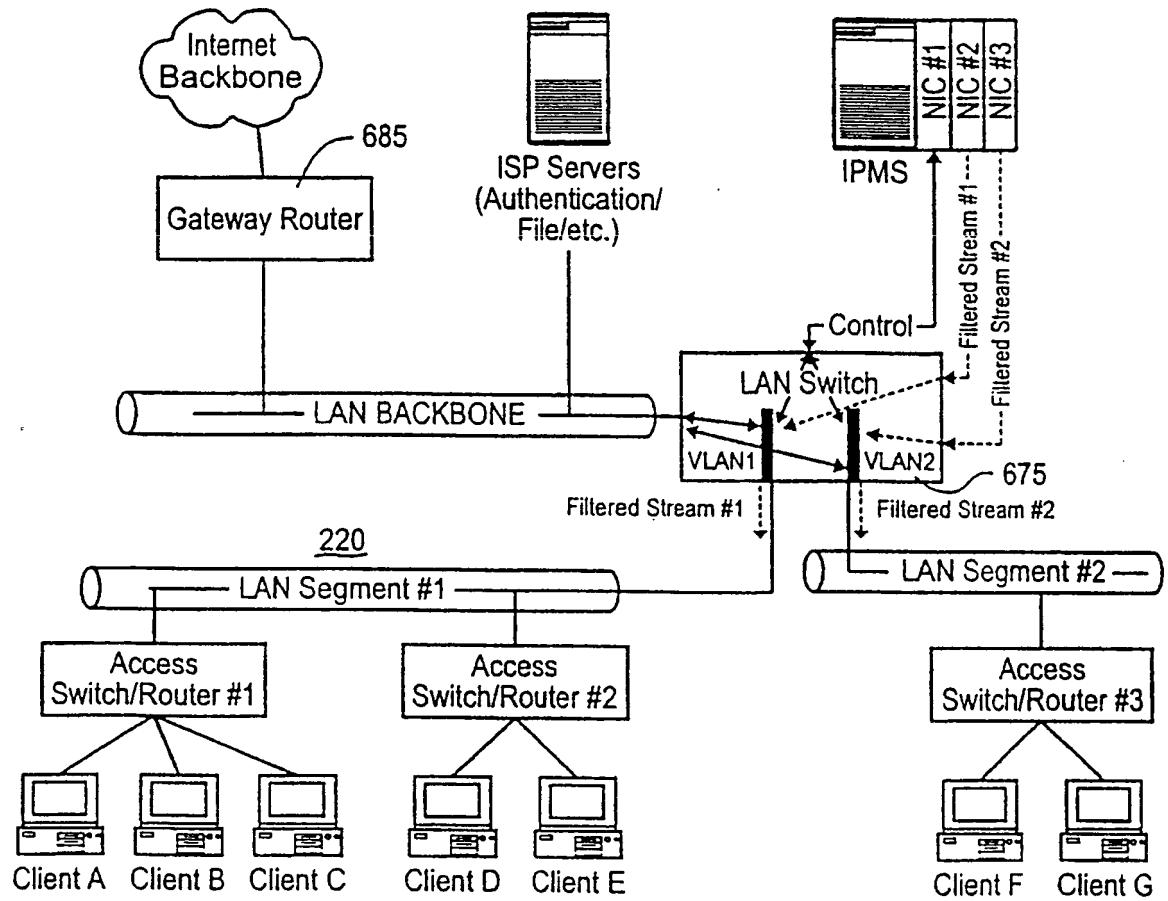 Internet
Backbone
685
Gateway Router
ISP Servers
(Authentication/
File/etc.)
NIC #1
NIC #2
NIC #3
IPMS
Filtered Stream #1
Filtered Stream #2
Control
LAN Switch
LAN BACKBONE
VLAN1
VLAN2
675
Filtered Stream #1
Filtered Stream #2
220
LAN Segment #1
LAN Segment #2
Access
Switch/Router #1
Access
Switch/Router #2
Access
Switch/Router #3
Client A
Client B
Client C
Client D
Client E
Client F
Client G